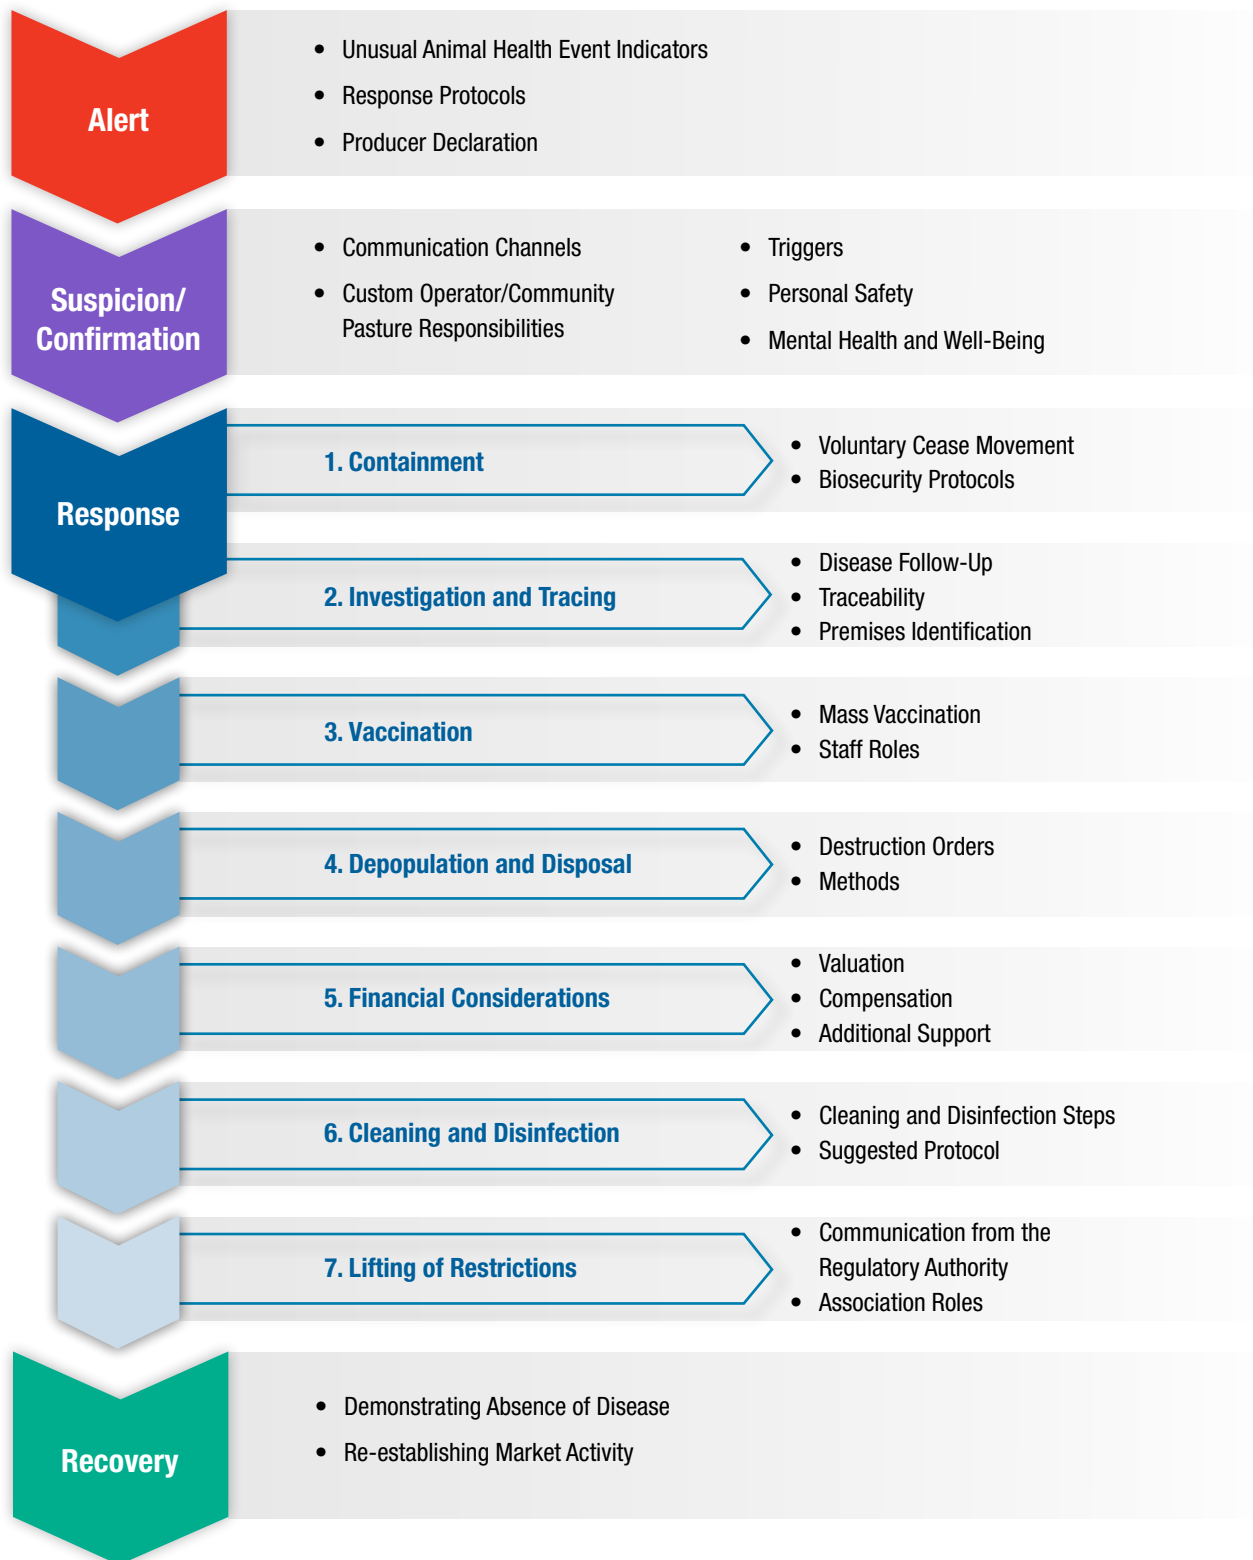 Alert
• Unusual Animal Health Event Indicators
• Response Protocols
• Producer Declaration
Suspicion/
Confirmation
• Communication Channels
• Custom Operator/Community
Pasture Responsibilities
• Triggers
• Personal Safety
• Mental Health and Well-Being
Response
1. Containment
• Voluntary Cease Movement
• Biosecurity Protocols
2. Investigation and Tracing
• Disease Follow-Up
• Traceability
• Premises Identification
3. Vaccination
• Mass Vaccination
• Staff Roles
4. Depopulation and Disposal
• Destruction Orders
• Methods
5. Financial Considerations
• Valuation
• Compensation
• Additional Support
6. Cleaning and Disinfection
• Cleaning and Disinfection Steps
• Suggested Protocol
7. Lifting of Restrictions
• Communication from the
Regulatory Authority
• Association Roles
Recovery
• Demonstrating Absence of Disease
• Re-establishing Market Activity